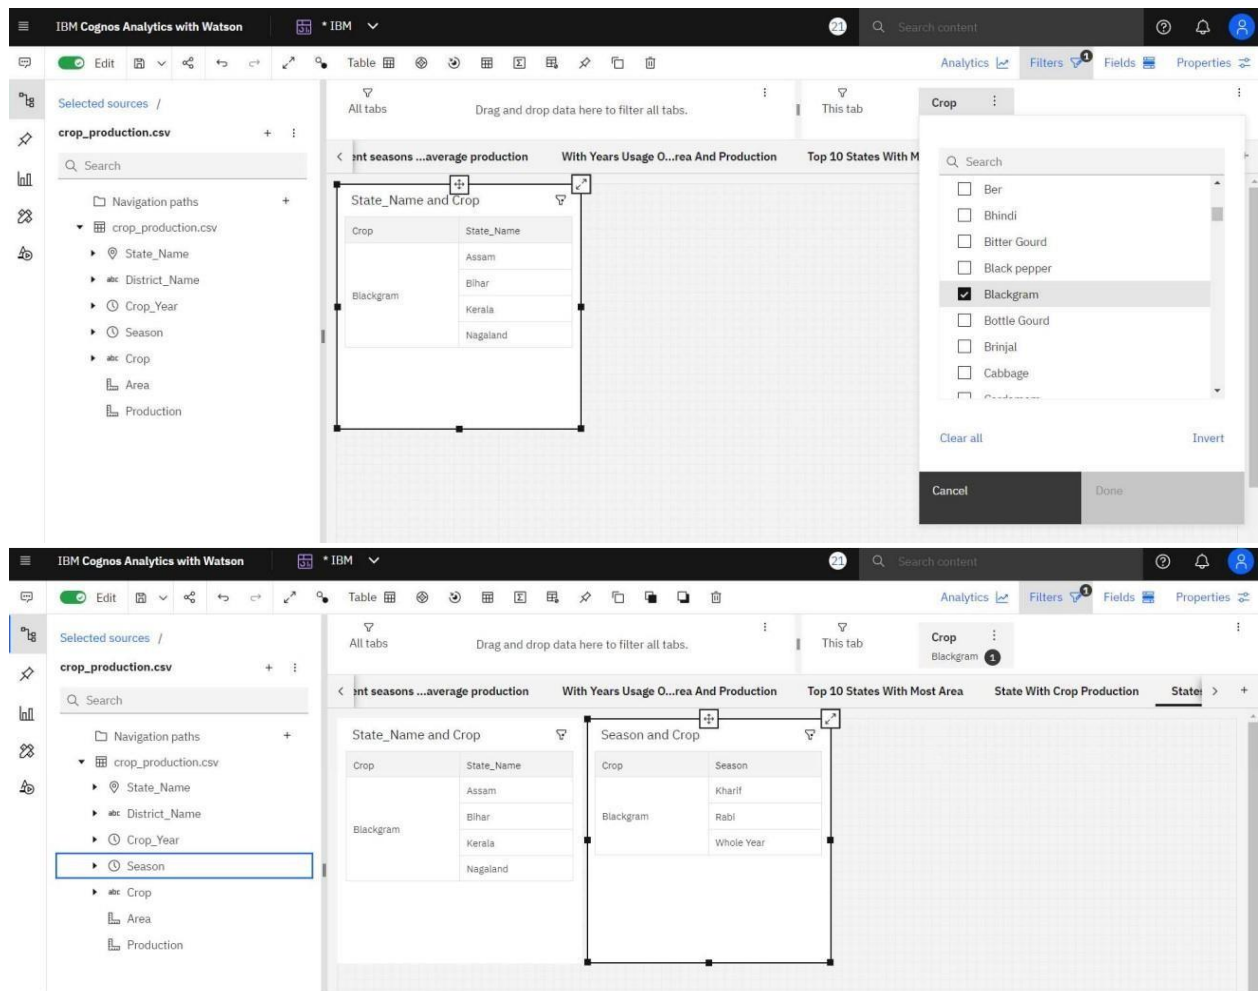 IBM Cognos Analytics with Watson
* IBM
21
Search content
Edit
Table
Analytics
Filters
1
Fields
Properties
Selected sources /
crop_production.csv
Search
Navigation paths
crop_production.csv
State_Name
abc District_Name
Crop_Year
Season
abc Crop
Area
Production
All tabs
Drag and drop data here to filter all tabs.
This tab
Crop
ent seasons ...average production
With Years Usage O...rea And Production
Top 10 States With M
State_Name and Crop
Crop State_Name
Blackgram
Assam
Bihar
Kerala
Nagaland
Search
Ber
Bhindi
Bitter Gourd
Black pepper
Blackgram
Bottle Gourd
Brinjal
Cabbage
Clear all
Invert
Cancel
Done
IBM Cognos Analytics with Watson
* IBM
21
Search content
Edit
Table
Analytics
Filters
1
Fields
Properties
Selected sources /
crop_production.csv
Search
Navigation paths
crop_production.csv
State_Name
abc District_Name
Crop_Year
Season
abc Crop
Area
Production
All tabs
Drag and drop data here to filter all tabs.
This tab
Crop
Blackgram 1
ent seasons ...average production
With Years Usage O...rea And Production
Top 10 States With Most Area
State With Crop Production
States
State_Name and Crop
Crop State_Name
Blackgram
Assam
Bihar
Kerala
Nagaland
Season and Crop
Crop Season
Blackgram
Kharif
Rabi
Whole Year